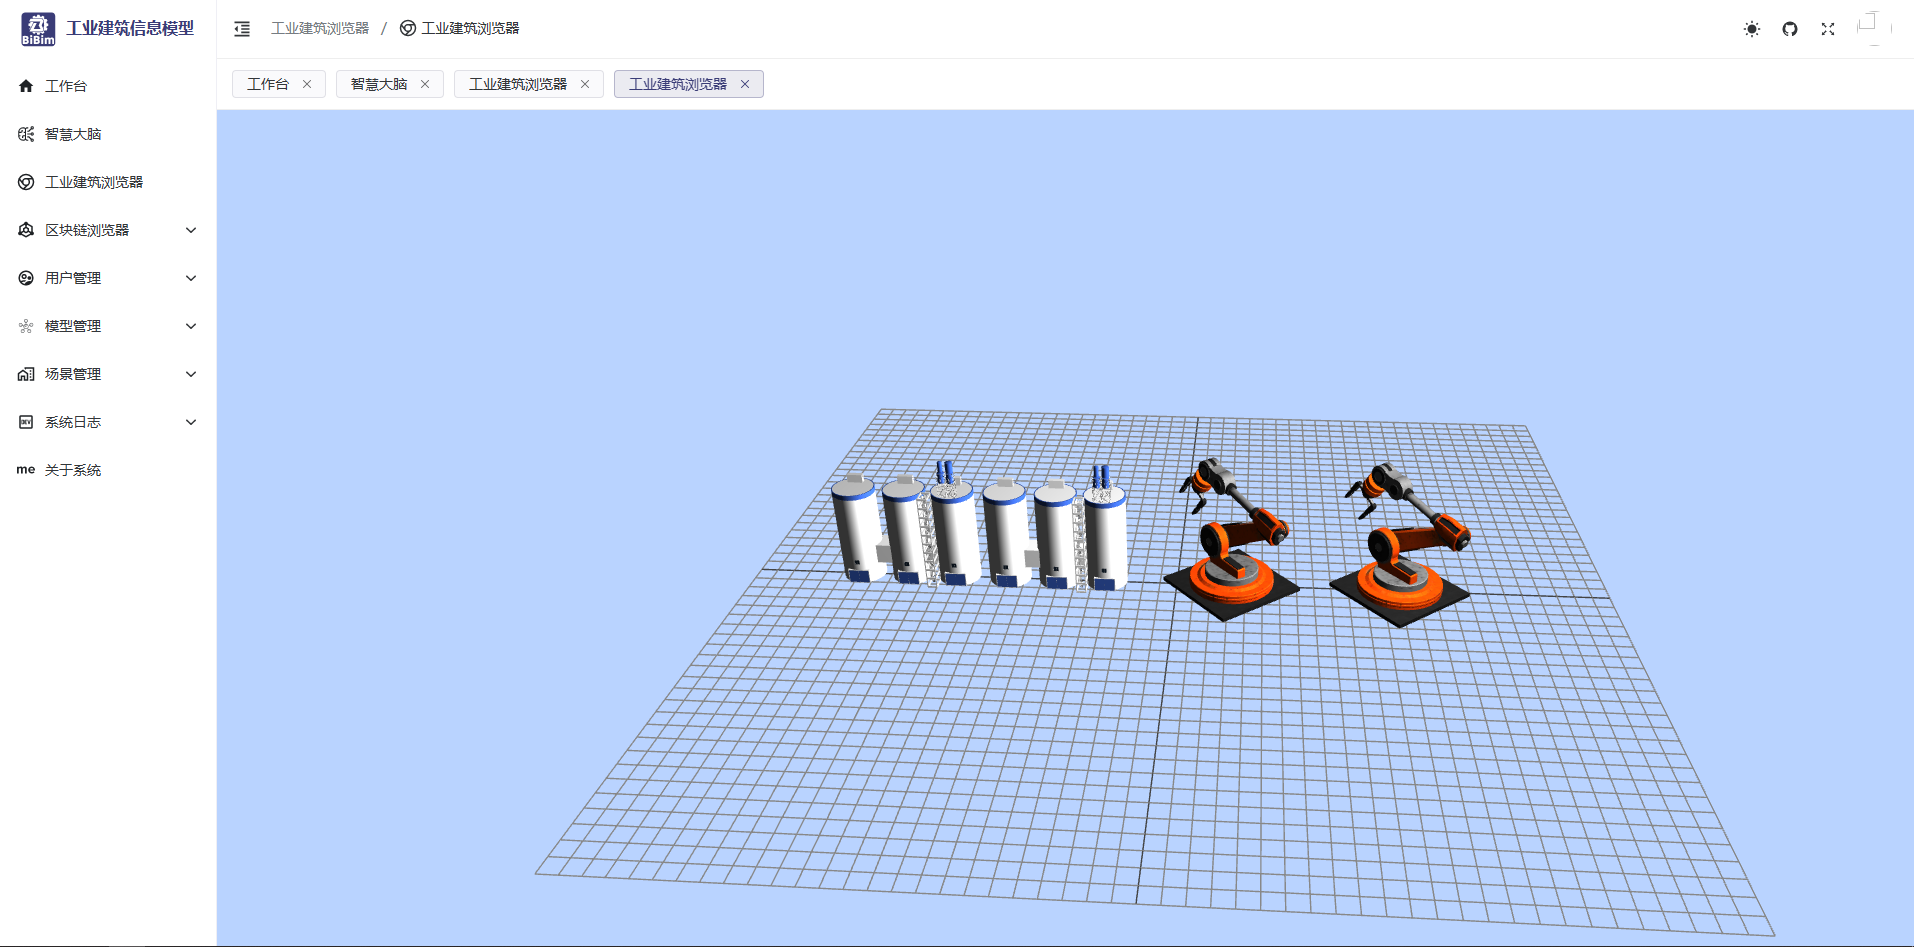 BiBim
工业建筑信息模型
工业建筑浏览器 / 工业建筑浏览器
工作台
智慧大脑
工业建筑浏览器
工业建筑浏览器
工作台
智慧大脑
工业建筑浏览器
区块链浏览器
用户管理
模型管理
场景管理
系统日志
me 关于系统